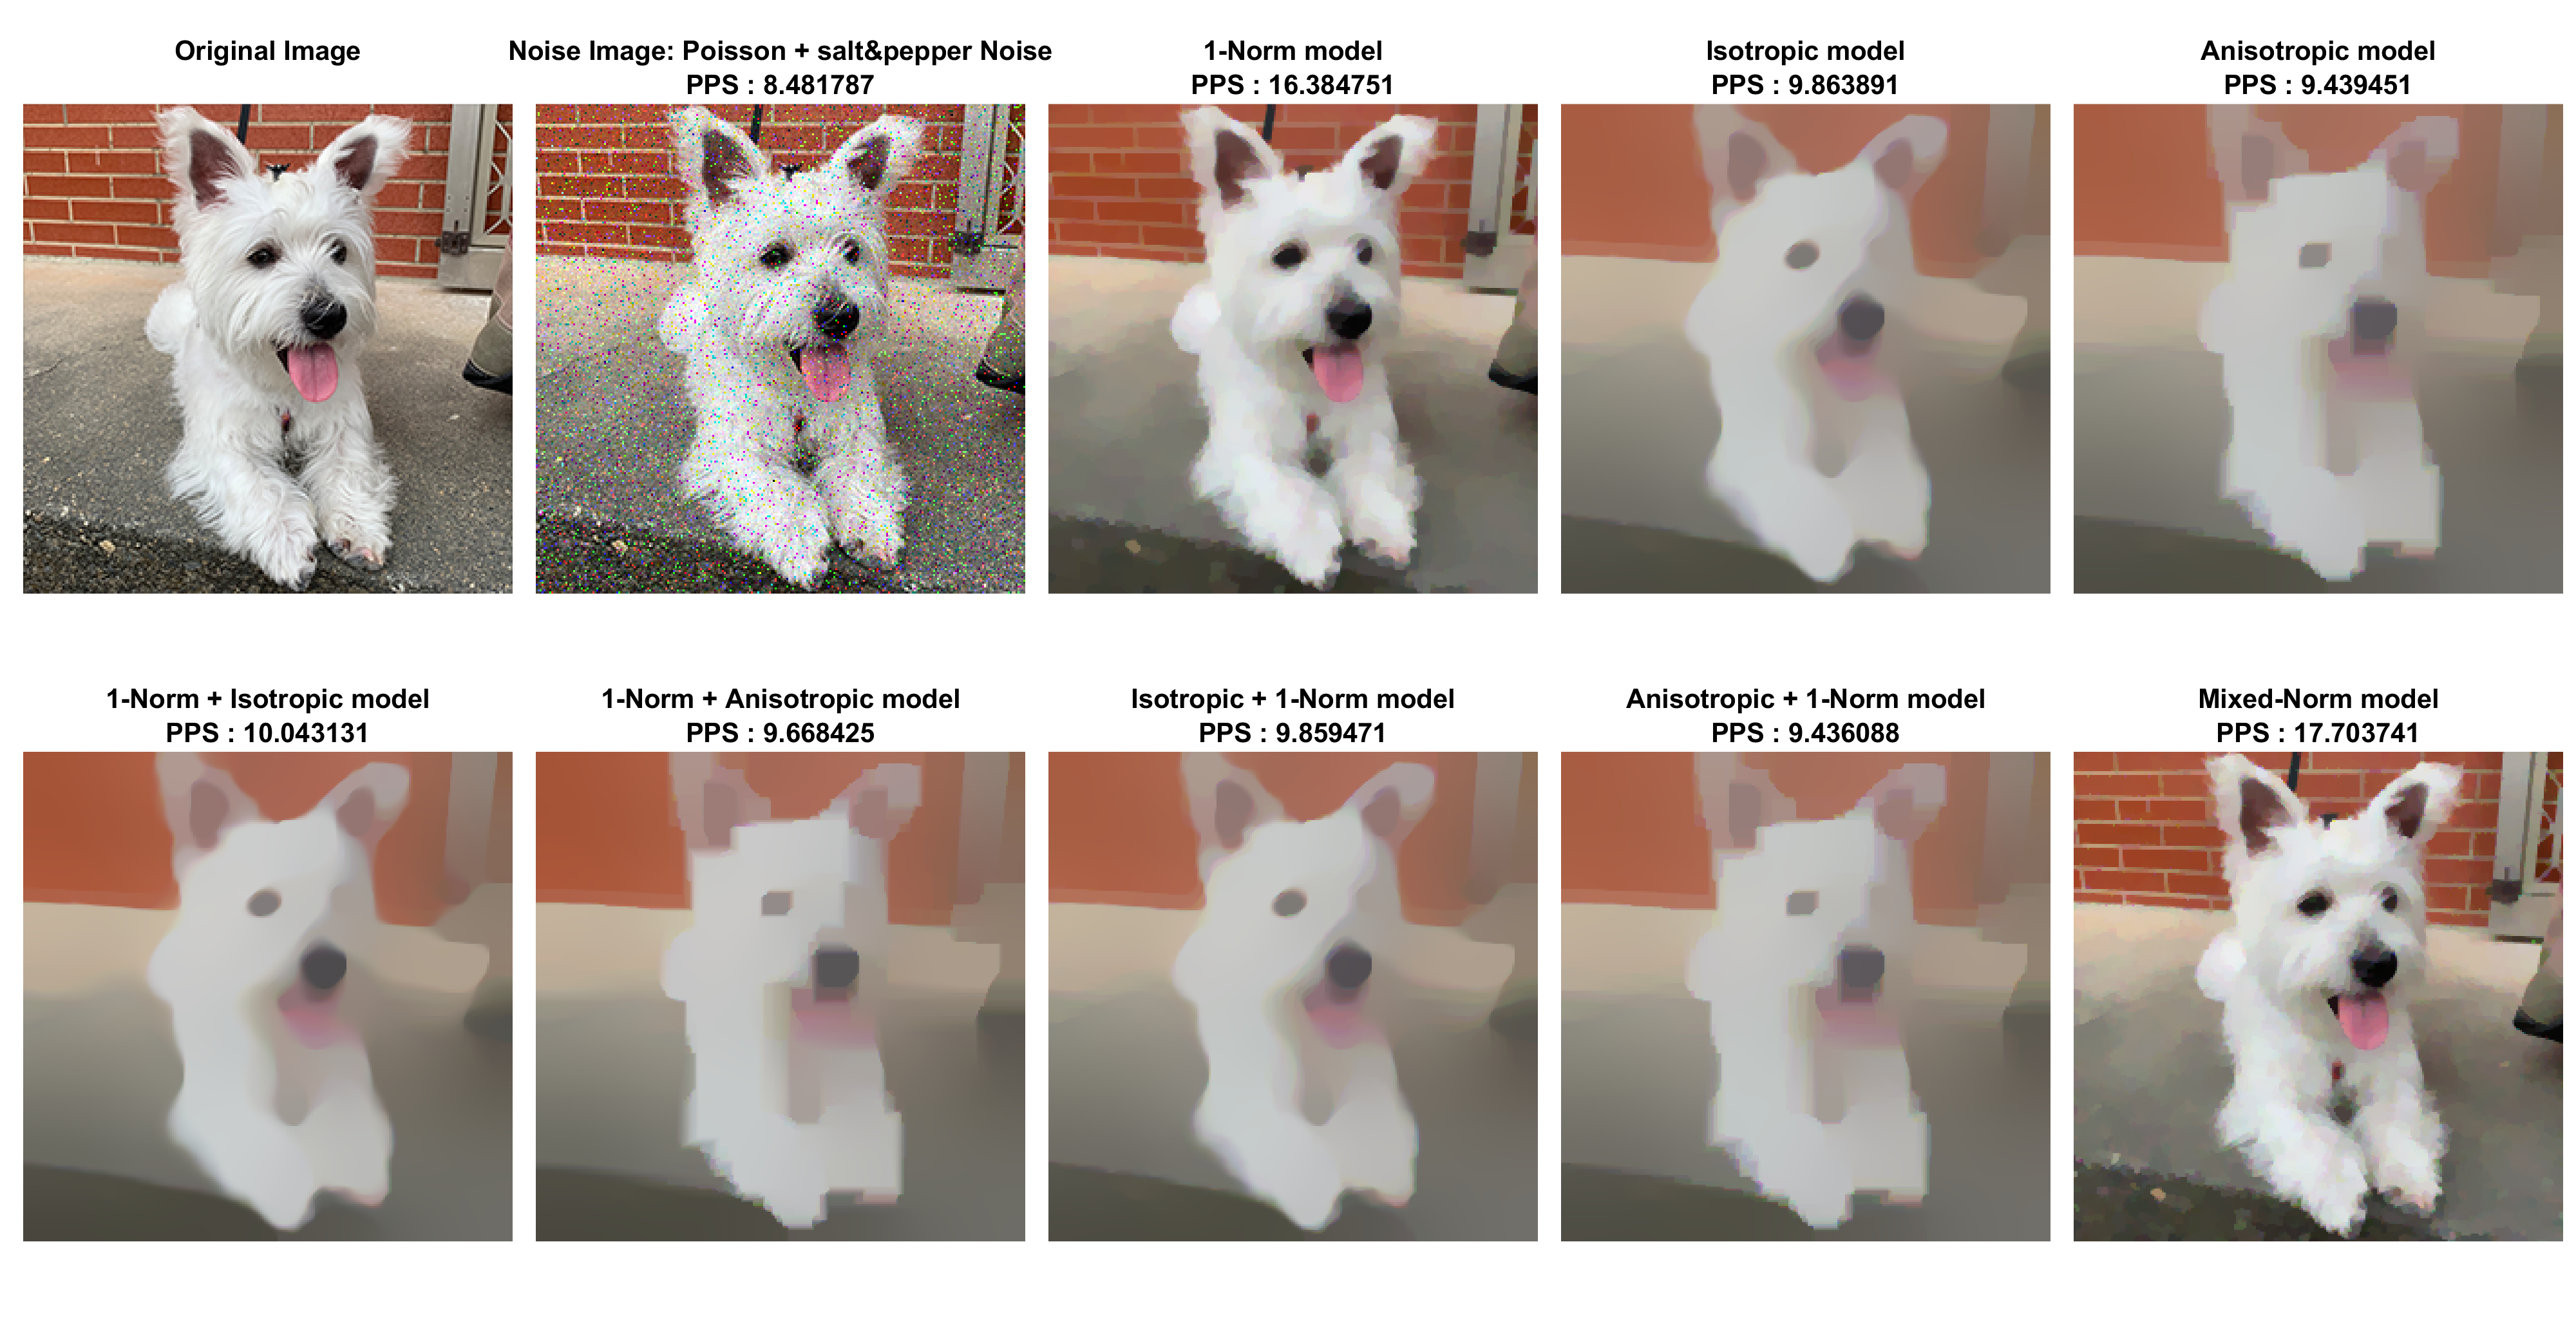 Original Image
Noise Image: Poisson + salt&pepper Noise
PPS : 8.481787
1-Norm model
PPS : 16.384751
Isotropic model
PPS : 9.863891
Anisotropic model
PPS : 9.439451
1-Norm + Isotropic model
PPS : 10.043131
1-Norm + Anisotropic model
PPS : 9.668425
Isotropic + 1-Norm model
PPS : 9.859471
Anisotropic + 1-Norm model
PPS : 9.436088
Mixed-Norm model
PPS : 17.703741